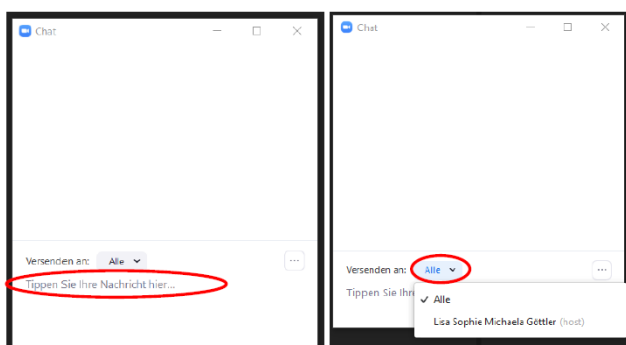 Chat
Versenden an: Alle
Tippen Sie Ihre Nachricht hier...
Chat
Versenden an: Alle
Tippen Sie Ihre
Alle
Lisa Sophie Michaela Göttler (host)